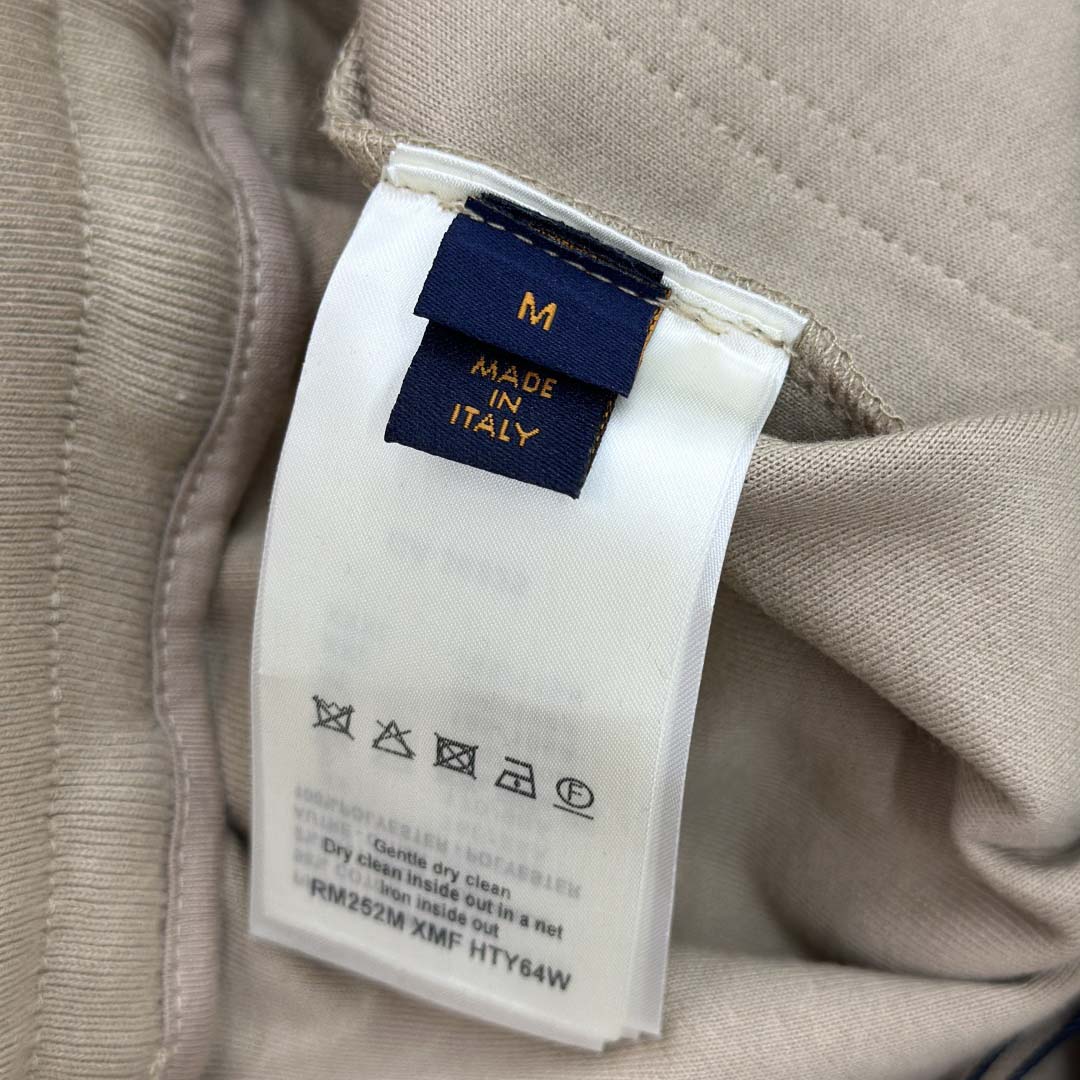 M
MADE
IN
ITALY
F
Gentle dry clean
Dry clean inside out in a net
Iron inside out
RM252M XMF HTY64W